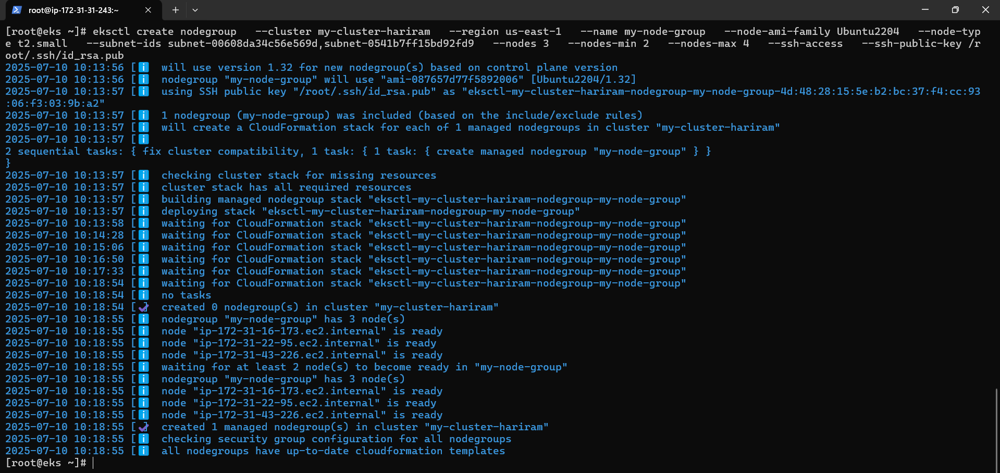 root@ip-172-31-31-243:~
[root@eks ~]# eksctl create nodegroup   --cluster my-cluster-hariram   --region us-east-1   --name my-node-group   --node-ami-family Ubuntu2204   --node-typ
e t2.small   --subnet-ids subnet-00608da34c56e569d,subnet-0541b7ff15bd92fd9   --nodes 3   --nodes-min 2   --nodes-max 4   --ssh-access   --ssh-public-key /r
oot/.ssh/id_rsa.pub
2025-07-10 10:13:56 [ℹ]  will use version 1.32 for new nodegroup(s) based on control plane version
2025-07-10 10:13:56 [ℹ]  nodegroup "my-node-group" will use "ami-087657d77f5892006" [Ubuntu2204/1.32]
2025-07-10 10:13:57 [ℹ]  using SSH public key "/root/.ssh/id_rsa.pub" as "eksctl-my-cluster-hariram-nodegroup-my-node-group-4d:48:28:15:5e:b2:bc:37:f4:cc:93
:06:f3:03:9b:a2"
2025-07-10 10:13:57 [ℹ]  1 nodegroup (my-node-group) was included (based on the include/exclude rules)
2025-07-10 10:13:57 [ℹ]  will create a CloudFormation stack for each of 1 managed nodegroups in cluster "my-cluster-hariram"
2025-07-10 10:13:57 [ℹ]
2 sequential tasks: { fix cluster compatibility, 1 task: { 1 task: { create managed nodegroup "my-node-group" } }
}
2025-07-10 10:13:57 [ℹ]  checking cluster stack for missing resources
2025-07-10 10:13:57 [ℹ]  cluster stack has all required resources
2025-07-10 10:13:57 [ℹ]  building managed nodegroup stack "eksctl-my-cluster-hariram-nodegroup-my-node-group"
2025-07-10 10:13:57 [ℹ]  deploying stack "eksctl-my-cluster-hariram-nodegroup-my-node-group"
2025-07-10 10:13:58 [ℹ]  waiting for CloudFormation stack "eksctl-my-cluster-hariram-nodegroup-my-node-group"
2025-07-10 10:14:28 [ℹ]  waiting for CloudFormation stack "eksctl-my-cluster-hariram-nodegroup-my-node-group"
2025-07-10 10:15:06 [ℹ]  waiting for CloudFormation stack "eksctl-my-cluster-hariram-nodegroup-my-node-group"
2025-07-10 10:16:50 [ℹ]  waiting for CloudFormation stack "eksctl-my-cluster-hariram-nodegroup-my-node-group"
2025-07-10 10:17:33 [ℹ]  waiting for CloudFormation stack "eksctl-my-cluster-hariram-nodegroup-my-node-group"
2025-07-10 10:18:54 [ℹ]  waiting for CloudFormation stack "eksctl-my-cluster-hariram-nodegroup-my-node-group"
2025-07-10 10:18:54 [ℹ]  no tasks
2025-07-10 10:18:54 [✔]  created 0 nodegroup(s) in cluster "my-cluster-hariram"
2025-07-10 10:18:55 [ℹ]  nodegroup "my-node-group" has 3 node(s)
2025-07-10 10:18:55 [ℹ]  node "ip-172-31-16-173.ec2.internal" is ready
2025-07-10 10:18:55 [ℹ]  node "ip-172-31-22-95.ec2.internal" is ready
2025-07-10 10:18:55 [ℹ]  node "ip-172-31-43-226.ec2.internal" is ready
2025-07-10 10:18:55 [ℹ]  waiting for at least 2 node(s) to become ready in "my-node-group"
2025-07-10 10:18:55 [ℹ]  nodegroup "my-node-group" has 3 node(s)
2025-07-10 10:18:55 [ℹ]  node "ip-172-31-16-173.ec2.internal" is ready
2025-07-10 10:18:55 [ℹ]  node "ip-172-31-22-95.ec2.internal" is ready
2025-07-10 10:18:55 [ℹ]  node "ip-172-31-43-226.ec2.internal" is ready
2025-07-10 10:18:55 [✔]  created 1 managed nodegroup(s) in cluster "my-cluster-hariram"
2025-07-10 10:18:55 [ℹ]  checking security group configuration for all nodegroups
2025-07-10 10:18:55 [ℹ]  all nodegroups have up-to-date cloudformation templates
[root@eks ~]#